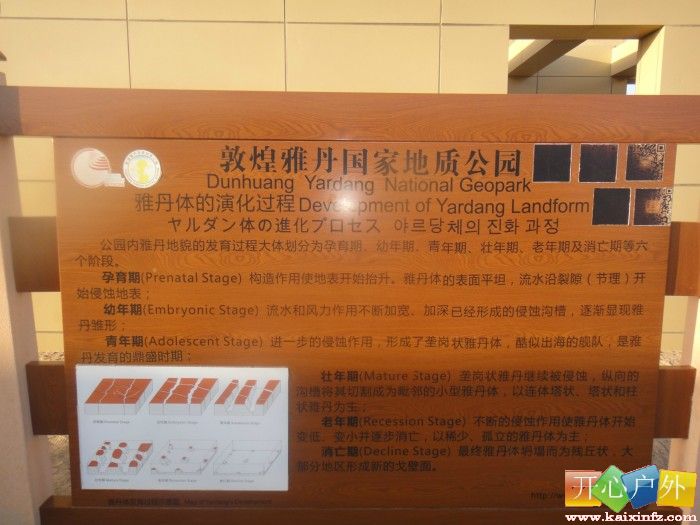 敦煌雅丹国家地质公园
Dunhuang Yardang National Geopark
雅丹体的演化过程 Development of Yardang Landform
ヤルダン体の進化プロセス 야르당체의 진화 과정
公园内雅丹地貌的发育过程大体划分为孕育期、幼年期、青年期、壮年期、老年期及消亡期等六
个阶段。
孕育期(Prenatal Stage) 构造作用使地表开始抬升。雅丹体的表面平坦，流水沿裂隙（节理）开
始侵蚀地表；
幼年期(Embryonic Stage) 流水和风力作用不断加宽、加深已经形成的侵蚀沟槽，逐渐显现雅
丹雏形；
青年期(Adolescent Stage) 进一步的侵蚀作用，形成了垄岗状雅丹体，酷似出海的舰队，是雅
丹发育的鼎盛时期；
壮年期(Mature Stage) 垄岗状雅丹继续被侵蚀，纵向的
沟槽将其切割成为毗邻的小型雅丹体，以连体塔状、塔状和柱
状雅丹为主；
老年期(Recession Stage) 不断的侵蚀作用使雅丹体开始
变低、变小并逐步消亡，以稀少、孤立的雅丹体为主；
消亡期(Decline Stage) 最终雅丹体坍塌而为残丘状，大
部分地区形成新的戈壁面。
雅丹体发育过程示意图 Map of Yardang's Development
开心户外
www.kaixinfz.com